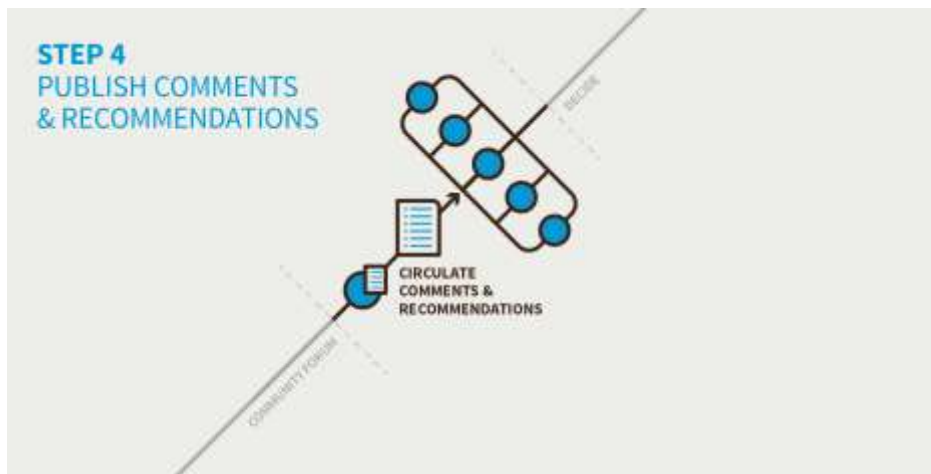 STEP 4
PUBLISH COMMENTS
& RECOMMENDATIONS
DECIDE
CIRCULATE
COMMENTS &
RECOMMENDATIONS
COMMUNITY FORUM